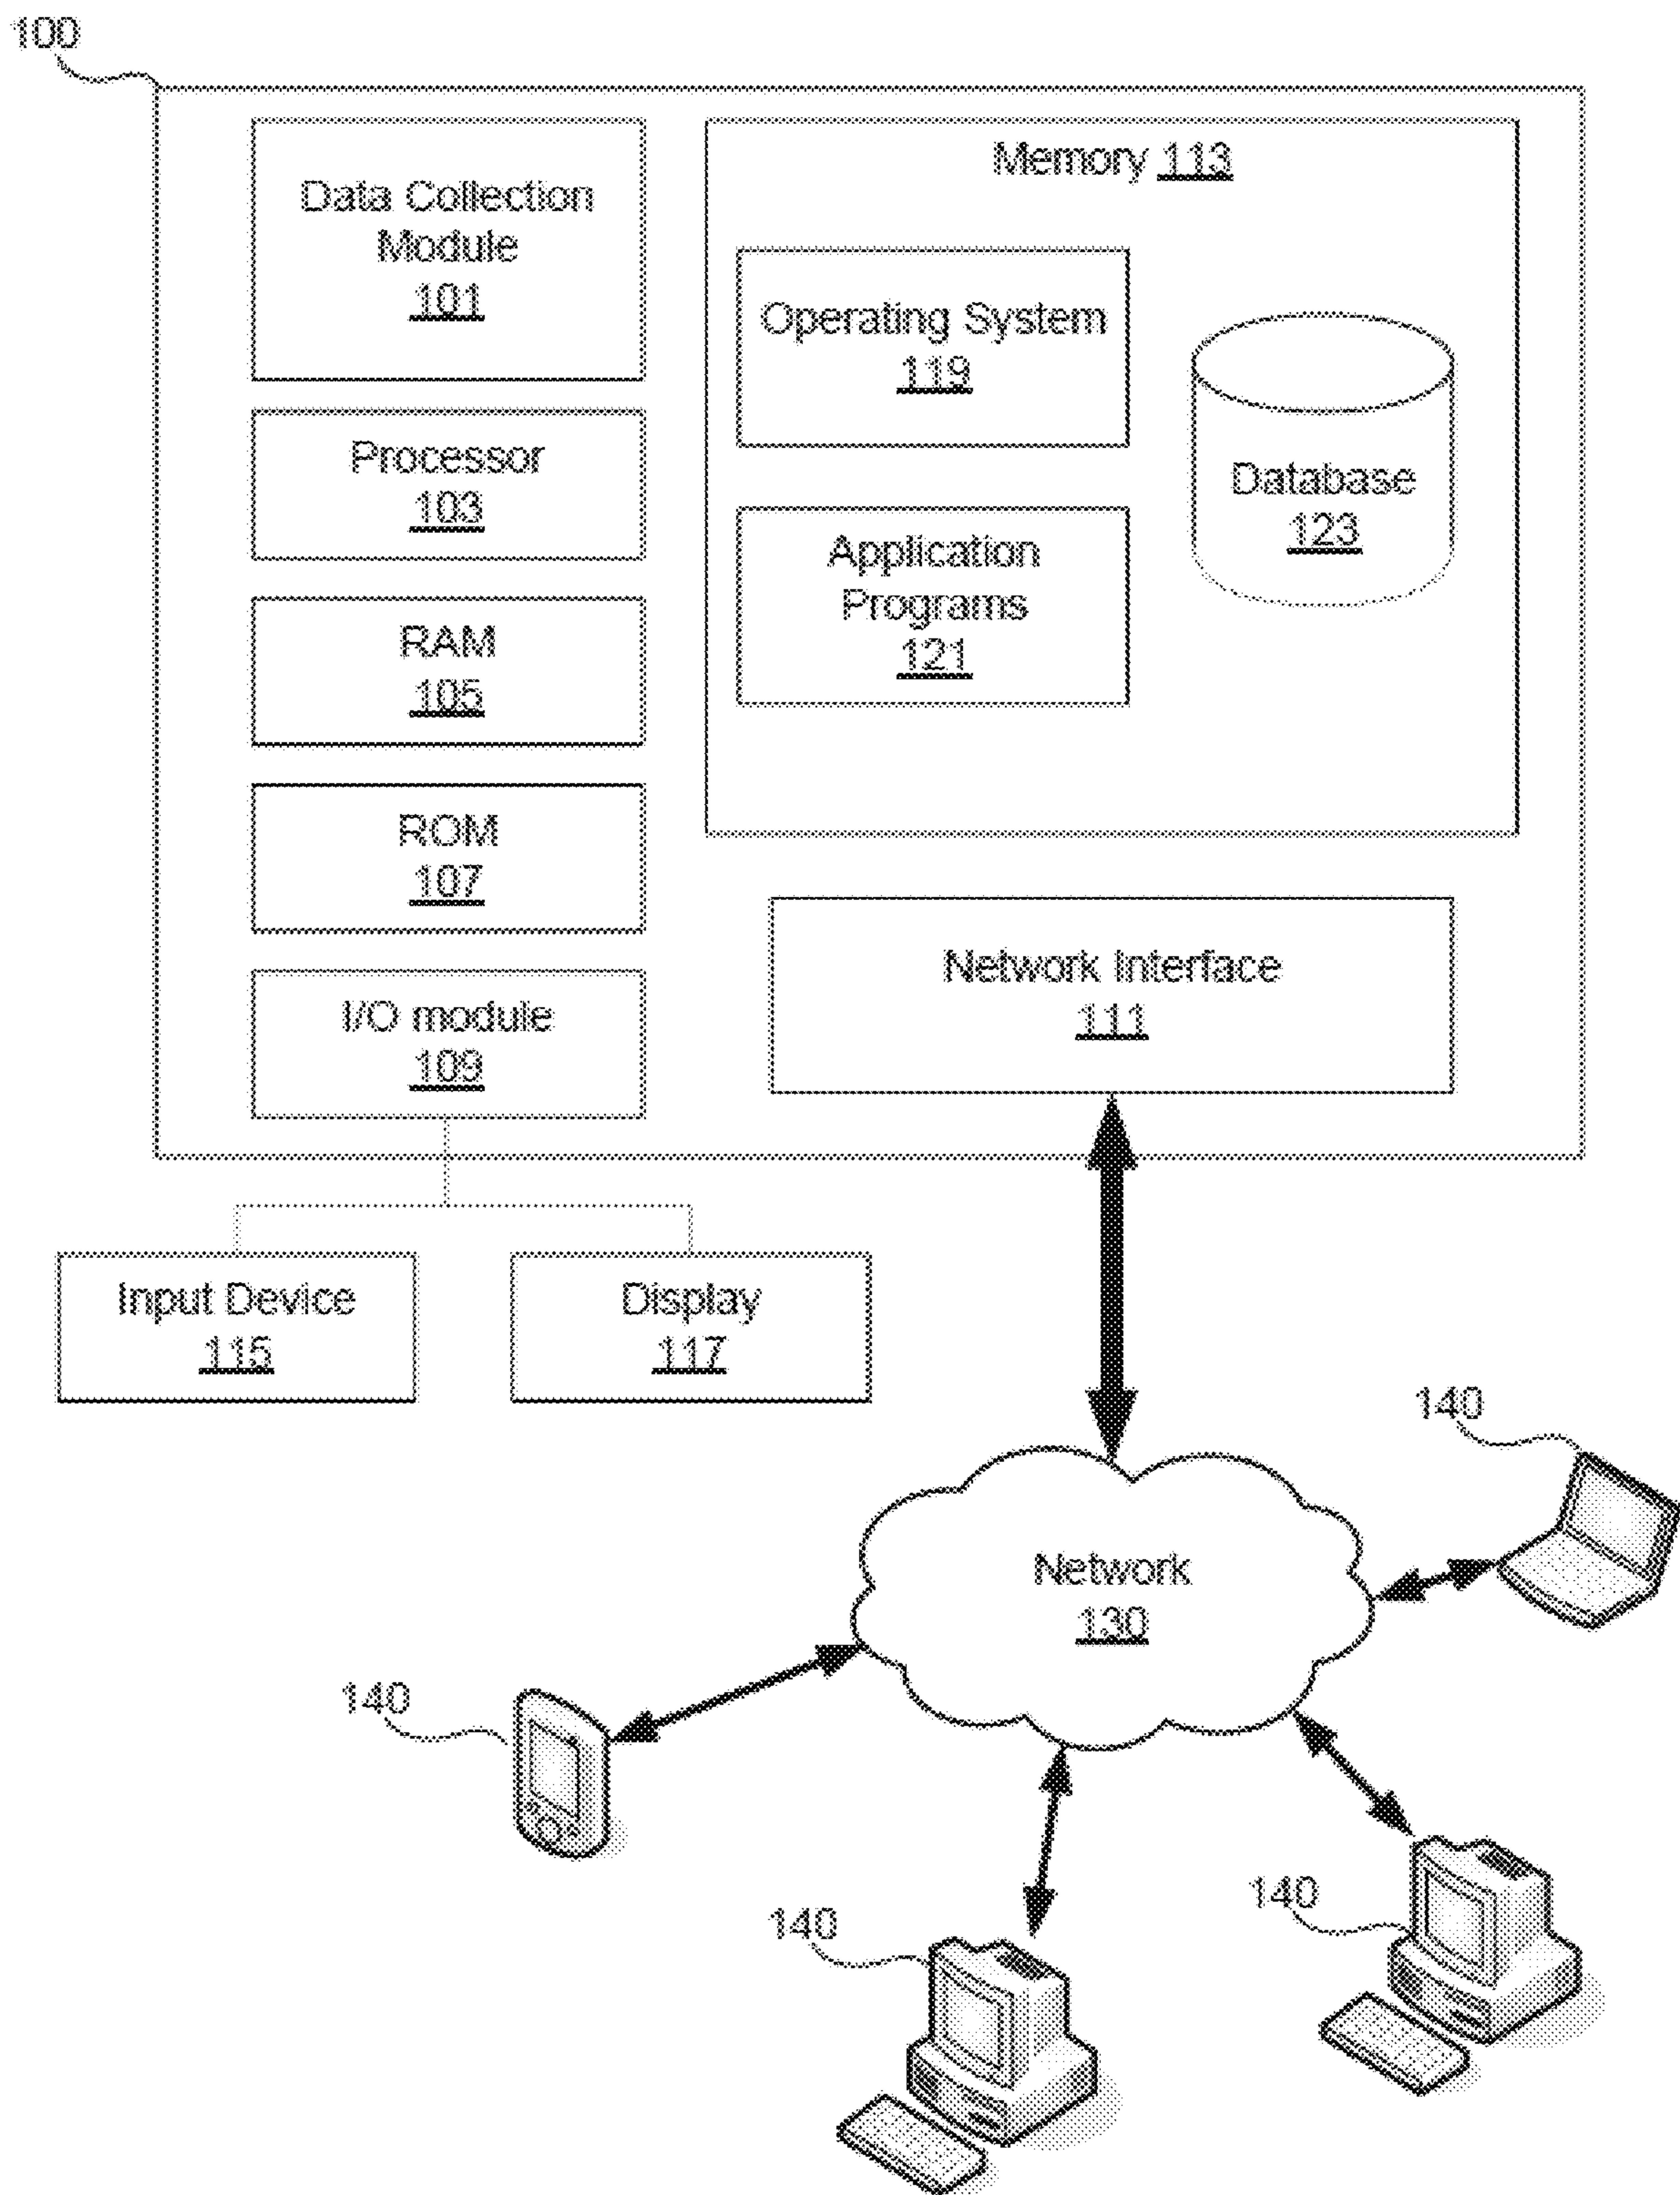 100
Data Collection
Module
101
Processor
103
RAM
105
ROM
107
I/O module
109
Memory 113
Operating System
119
Application
Programs
121
Database
123
Network Interface
111
Input Device
115
Display
117
140
Network
130
140
140
140